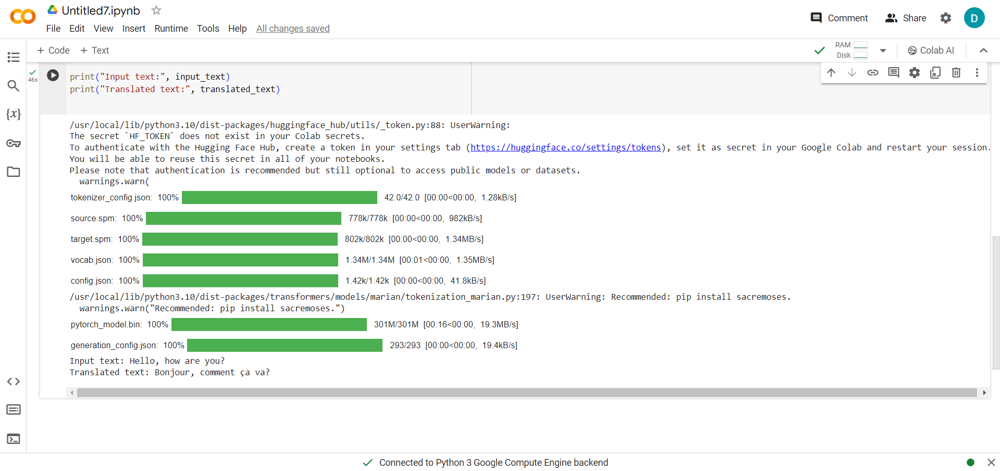 Untitled7.ipynb
File Edit View Insert Runtime Tools Help All changes saved
Comment Share D
+ Code + Text
RAM
Disk
Colab AI
46s
print("Input text:", input_text)
print("Translated text:", translated_text)
{x}
/usr/local/lib/python3.10/dist-packages/huggingface_hub/utils/_token.py:88: UserWarning:
The secret `HF_TOKEN` does not exist in your Colab secrets.
To authenticate with the Hugging Face Hub, create a token in your settings tab (https://huggingface.co/settings/tokens), set it as secret in your Google Colab and restart your session.
You will be able to reuse this secret in all of your notebooks.
Please note that authentication is recommended but still optional to access public models or datasets.
  warnings.warn(
tokenizer_config.json: 100% 42.0/42.0 [00:00<00:00, 1.28kB/s]
source.spm: 100% 778k/778k [00:00<00:00, 982kB/s]
target.spm: 100% 802k/802k [00:00<00:00, 1.34MB/s]
vocab.json: 100% 1.34M/1.34M [00:01<00:00, 1.35MB/s]
config.json: 100% 1.42k/1.42k [00:00<00:00, 41.8kB/s]
/usr/local/lib/python3.10/dist-packages/transformers/models/marian/tokenization_marian.py:197: UserWarning: Recommended: pip install sacremoses.
  warnings.warn("Recommended: pip install sacremoses.")
pytorch_model.bin: 100% 301M/301M [00:16<00:00, 19.3MB/s]
generation_config.json: 100% 293/293 [00:00<00:00, 19.4kB/s]
Input text: Hello, how are you?
Translated text: Bonjour, comment ça va?
Connected to Python 3 Google Compute Engine backend